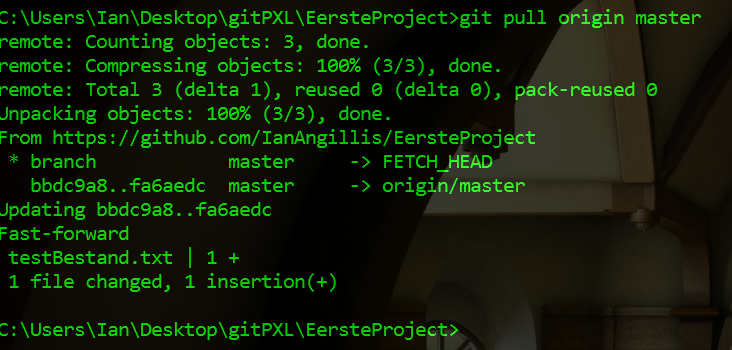 C:\Users\Ian\Desktop\gitPXL\EersteProject>git pull origin master
remote: Counting objects: 3, done.
remote: Compressing objects: 100% (3/3), done.
remote: Total 3 (delta 1), reused 0 (delta 0), pack-reused 0
Unpacking objects: 100% (3/3), done.
From https://github.com/IanAngillis/EersteProject
 * branch            master     -> FETCH_HEAD
   bbdc9a8..fa6aedc  master     -> origin/master
Updating bbdc9a8..fa6aedc
Fast-forward
 testBestand.txt | 1 +
 1 file changed, 1 insertion(+)
C:\Users\Ian\Desktop\gitPXL\EersteProject>